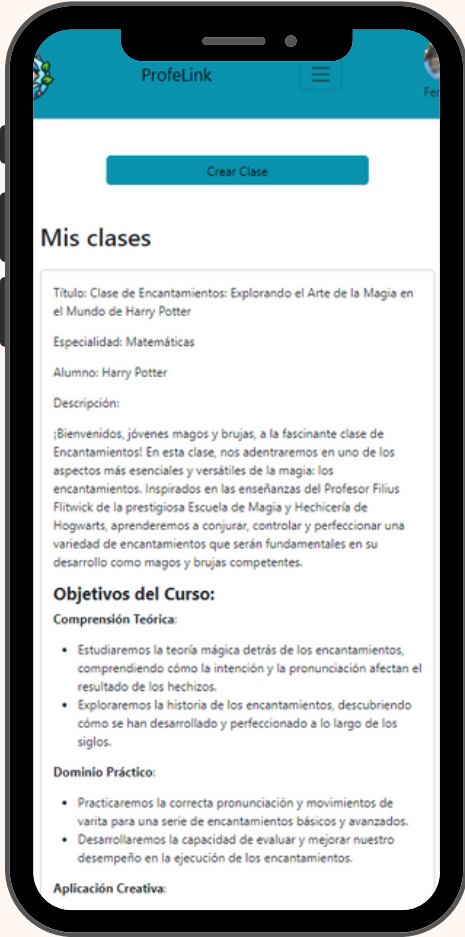 ProfeLink
Fer
Crear Clase
Mis clases
Título: Clase de Encantamientos: Explorando el Arte de la Magia en
el Mundo de Harry Potter
Especialidad: Matemáticas
Alumno: Harry Potter
Descripción:
¡Bienvenidos, jóvenes magos y brujas, a la fascinante clase de
Encantamientos! En esta clase, nos adentraremos en uno de los
aspectos más esenciales y versátiles de la magia: los
encantamientos. Inspirados en las enseñanzas del Profesor Filius
Flitwick de la prestigiosa Escuela de Magia y Hechicería de
Hogwarts, aprenderemos a conjurar, controlar y perfeccionar una
variedad de encantamientos que serán fundamentales en su
desarrollo como magos y brujas competentes.
Objetivos del Curso:
Comprensión Teórica:
• Estudiaremos la teoría mágica detrás de los encantamientos,
comprendiendo cómo la intención y la pronunciación afectan el
resultado de los hechizos.
• Exploraremos la historia de los encantamientos, descubriendo
cómo se han desarrollado y perfeccionado a lo largo de los
siglos.
Dominio Práctico:
• Practicaremos la correcta pronunciación y movimientos de
varita para una serie de encantamientos básicos y avanzados.
• Desarrollaremos la capacidad de evaluar y mejorar nuestro
desempeño en la ejecución de los encantamientos.
Aplicación Creativa: